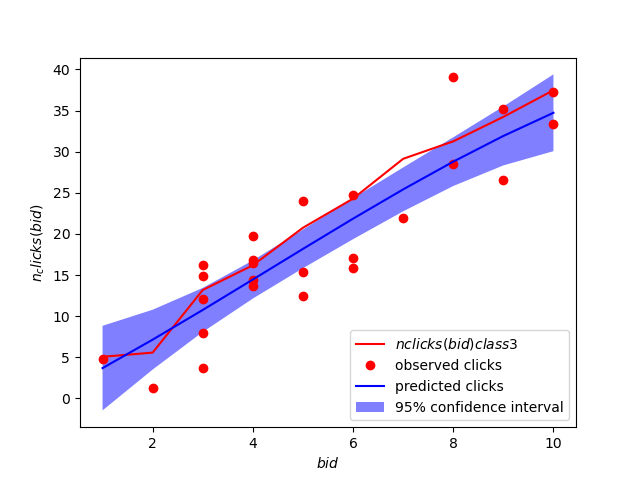 40
35
30
25
20
15
10
5
0
n_clicks(bid)
2
4
6
8
10
bid
nclicks(bid)class3
observed clicks
predicted clicks
95% confidence interval